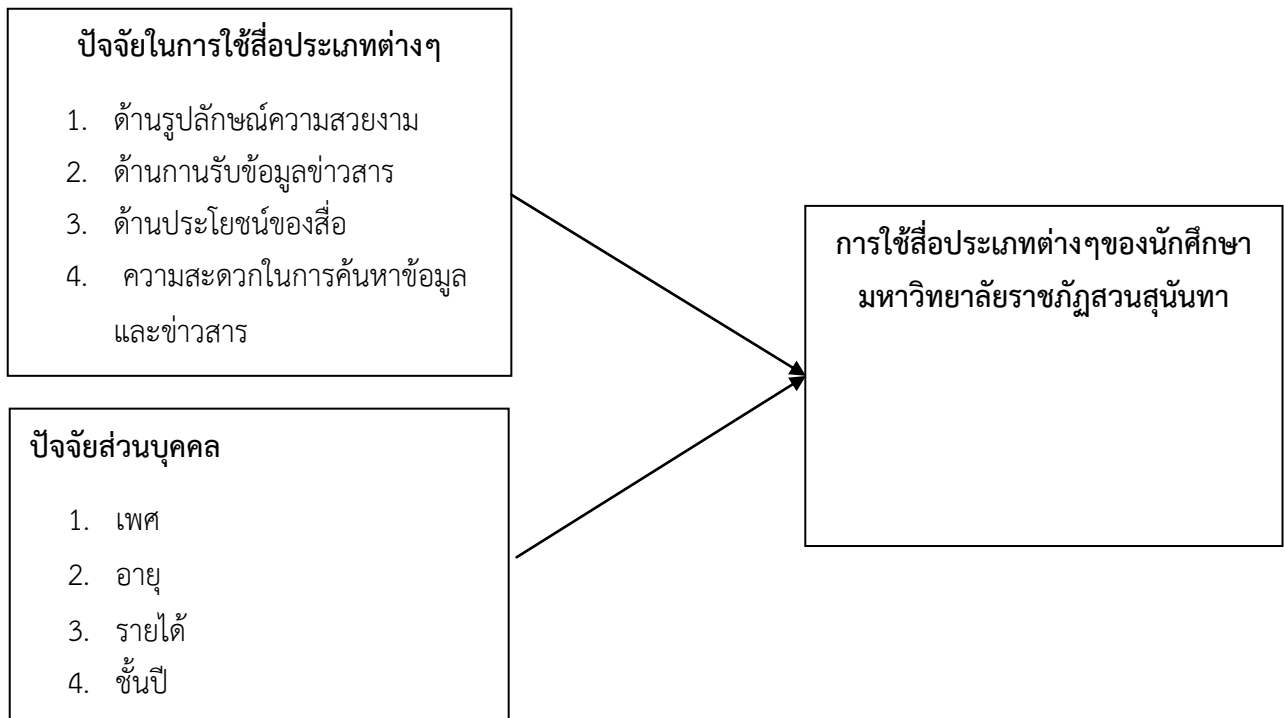 ปัจจัยในการใช้สื่อประเภทต่างๆ
1. ด้านรูปลักษณ์ความสวยงาม
2. ด้านกานรับข้อมูลข่าวสาร
3. ด้านประโยชน์ของสื่อ
4. ความสะดวกในการค้นหาข้อมูล
และข่าวสาร
ปัจจัยส่วนบุคคล
1. เพศ
2. อายุ
3. รายได้
4. ชั้นปี
การใช้สื่อประเภทต่างๆของนักศึกษา
มหาวิทยาลัยราชภัฏสวนสุนันทา